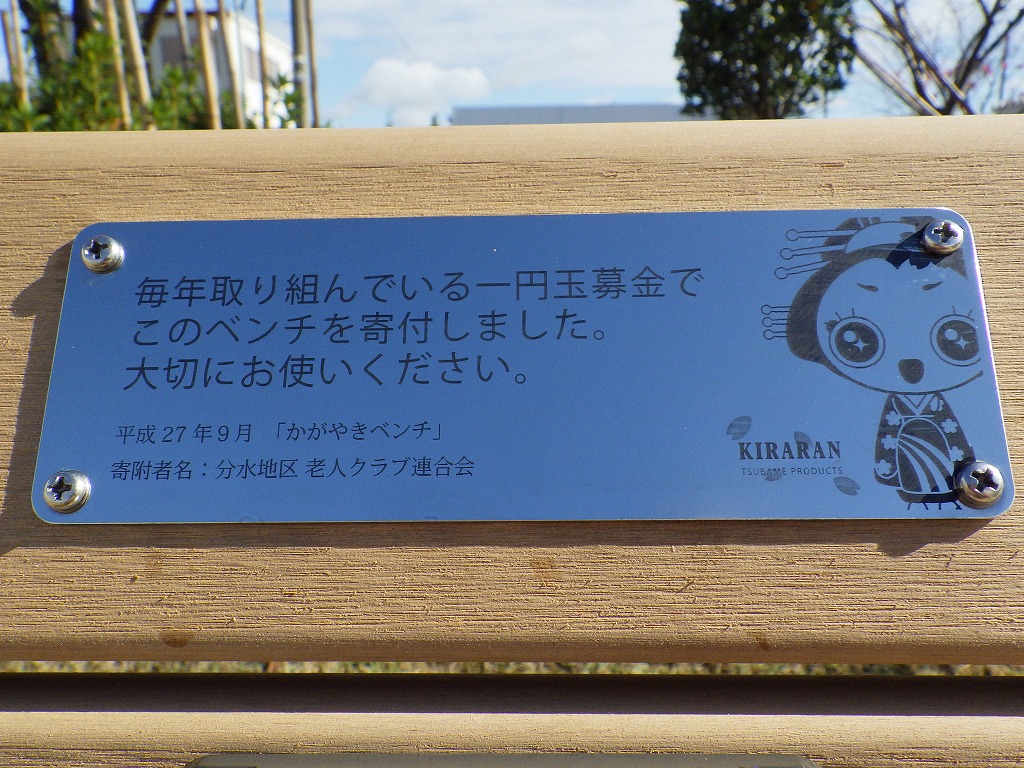 毎年取り組んでいる一円玉募金で
このベンチを寄付しました。
大切にお使いください。
平成27年9月 「かがやきベンチ」
寄附者名：分水地区 老人クラブ連合会
KIRARAN
TSUBAME PRODUCTS